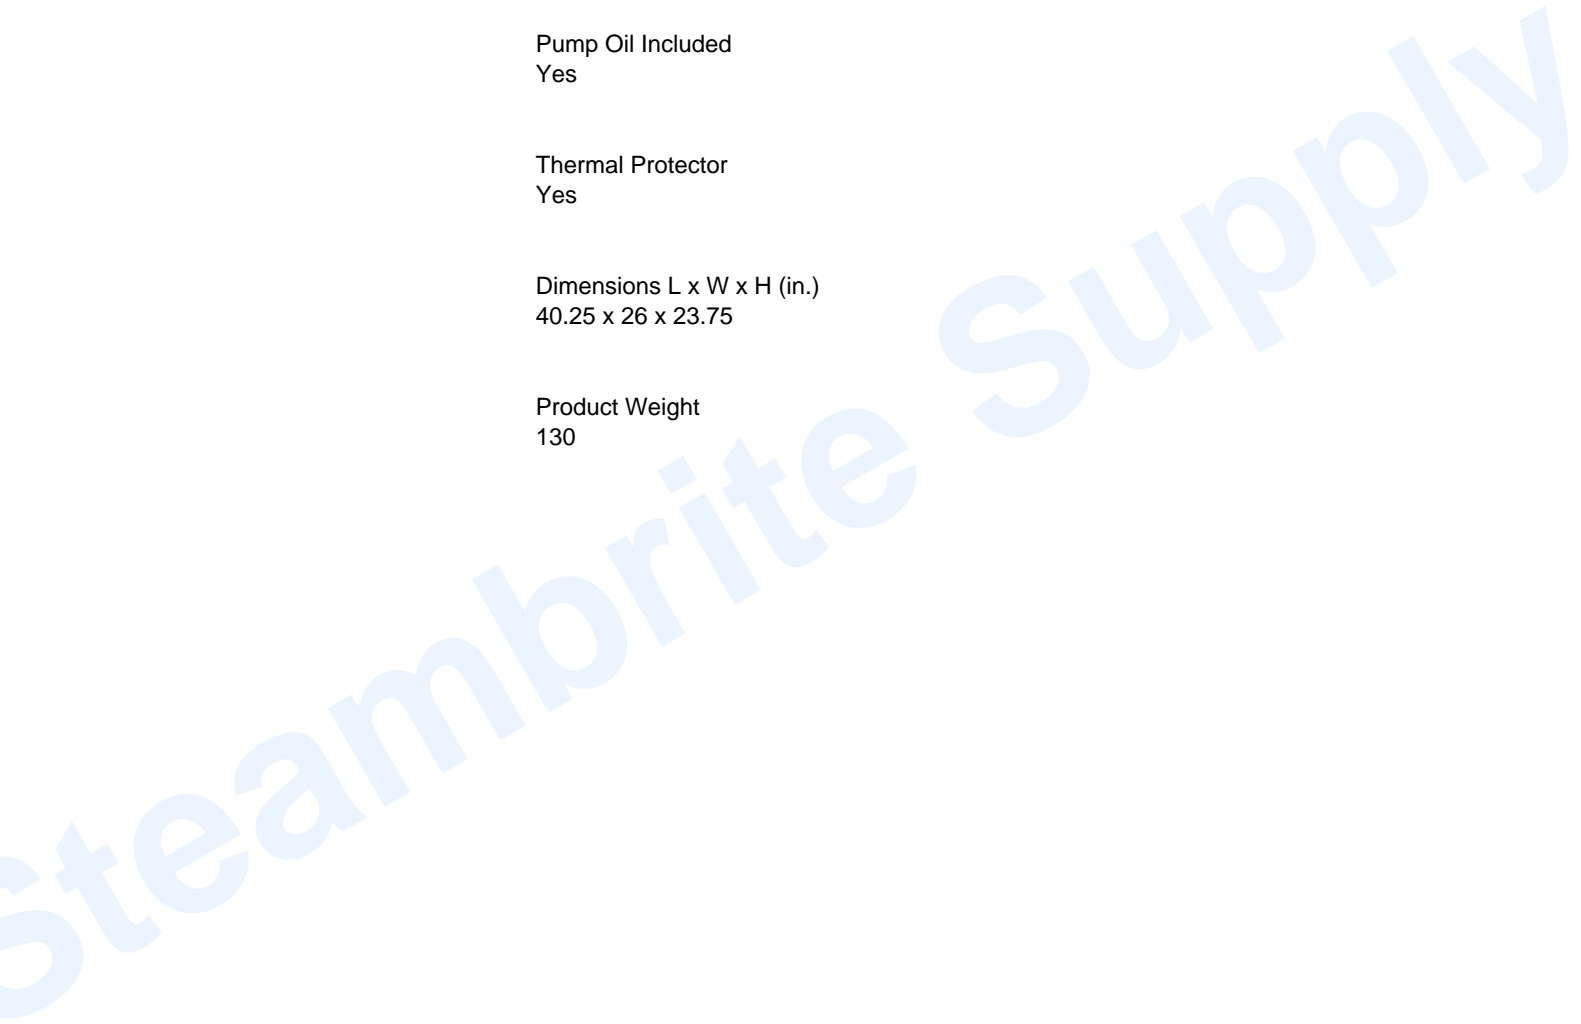 Pump Oil Included
Yes
Thermal Protector
Yes
Dimensions L x W x H (in.)
40.25 x 26 x 23.75
Product Weight
130
Steambrite Supply